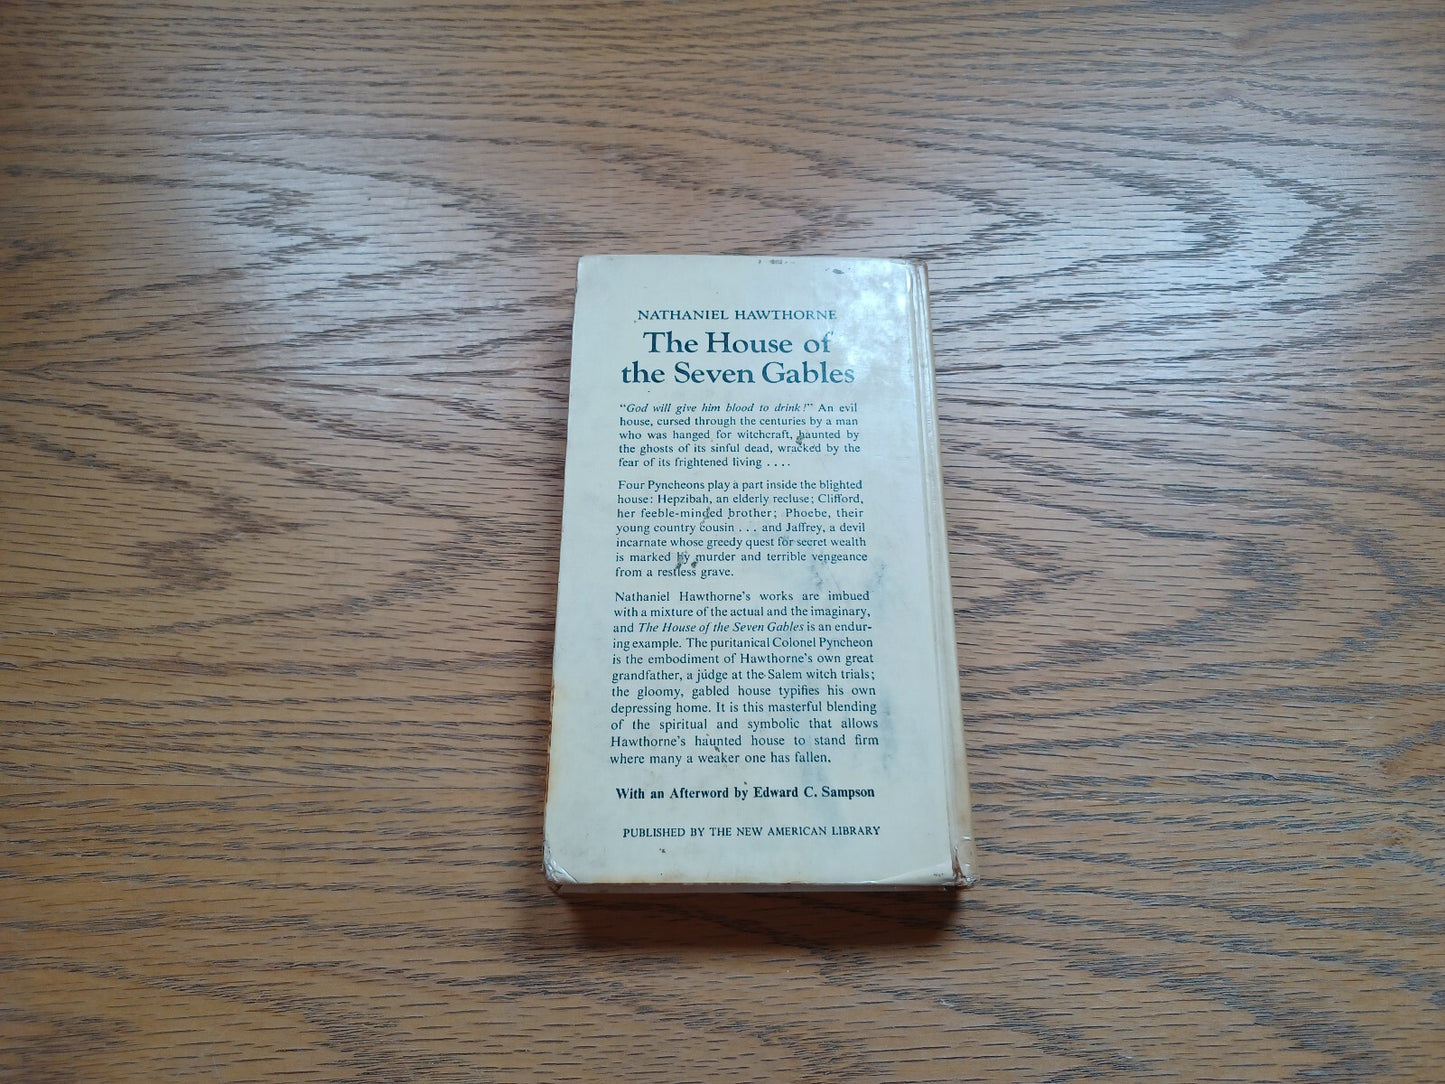 NATHANIEL HAWTHORNE
The House of
the Seven Gables
"God will give him blood to drink!" An evil
house, cursed through the centuries by a man
who was hanged for witchcraft, haunted by
the ghosts of its sinful dead, wracked by the
fear of its frightened living . . . .
Four Pyncheons play a part inside the blighted
house: Hepzibah, an elderly recluse; Clifford,
her feeble-minded brother; Phoebe, their
young country cousin . . . and Jaffrey, a devil
incarnate whose greedy quest for secret wealth
is marked by murder and terrible vengeance
from a restless grave.
Nathaniel Hawthorne's works are imbued
with a mixture of the actual and the imaginary,
and The House of the Seven Gables is an endur-
ing example. The puritanical Colonel Pyncheon
is the embodiment of Hawthorne's own great
grandfather, a judge at the Salem witch trials;
the gloomy, gabled house typifies his own
depressing home. It is this masterful blending
of the spiritual and symbolic that allows
Hawthorne's haunted house to stand firm
where many a weaker one has fallen.
With an Afterword by Edward C. Sampson
PUBLISHED BY THE NEW AMERICAN LIBRARY